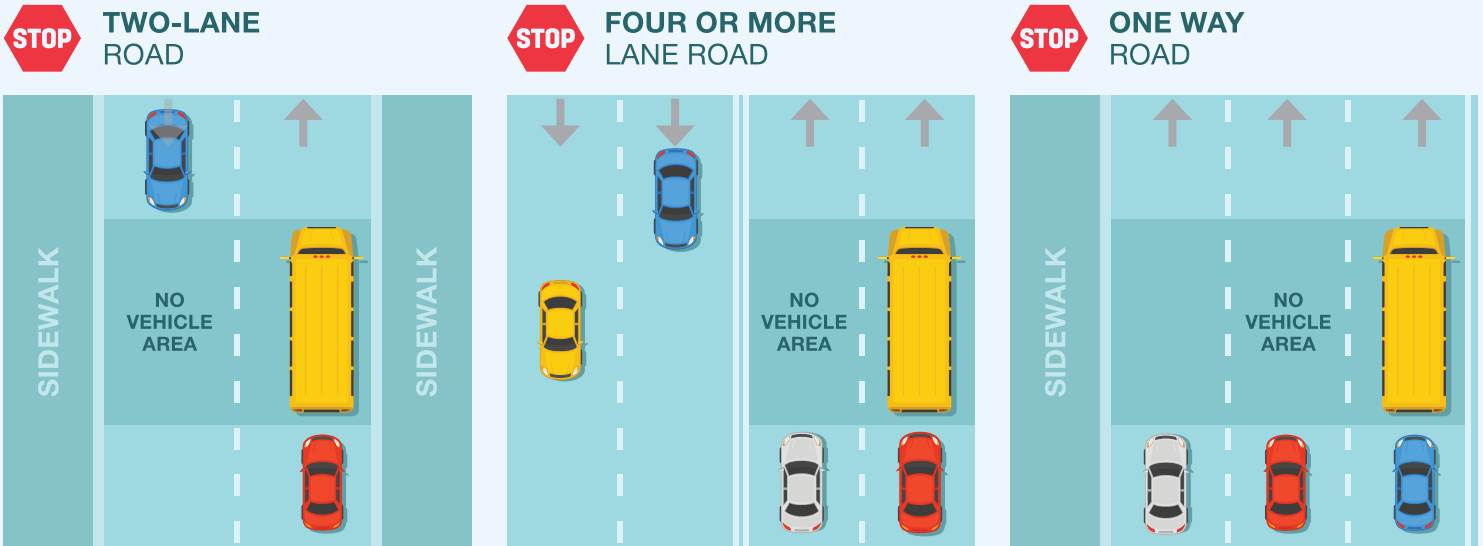 STOP
TWO-LANE
ROAD
SIDEWALK
NO
VEHICLE
AREA
SIDEWALK
STOP
FOUR OR MORE
LANE ROAD
NO
VEHICLE
AREA
STOP
ONE WAY
ROAD
SIDEWALK
NO
VEHICLE
AREA